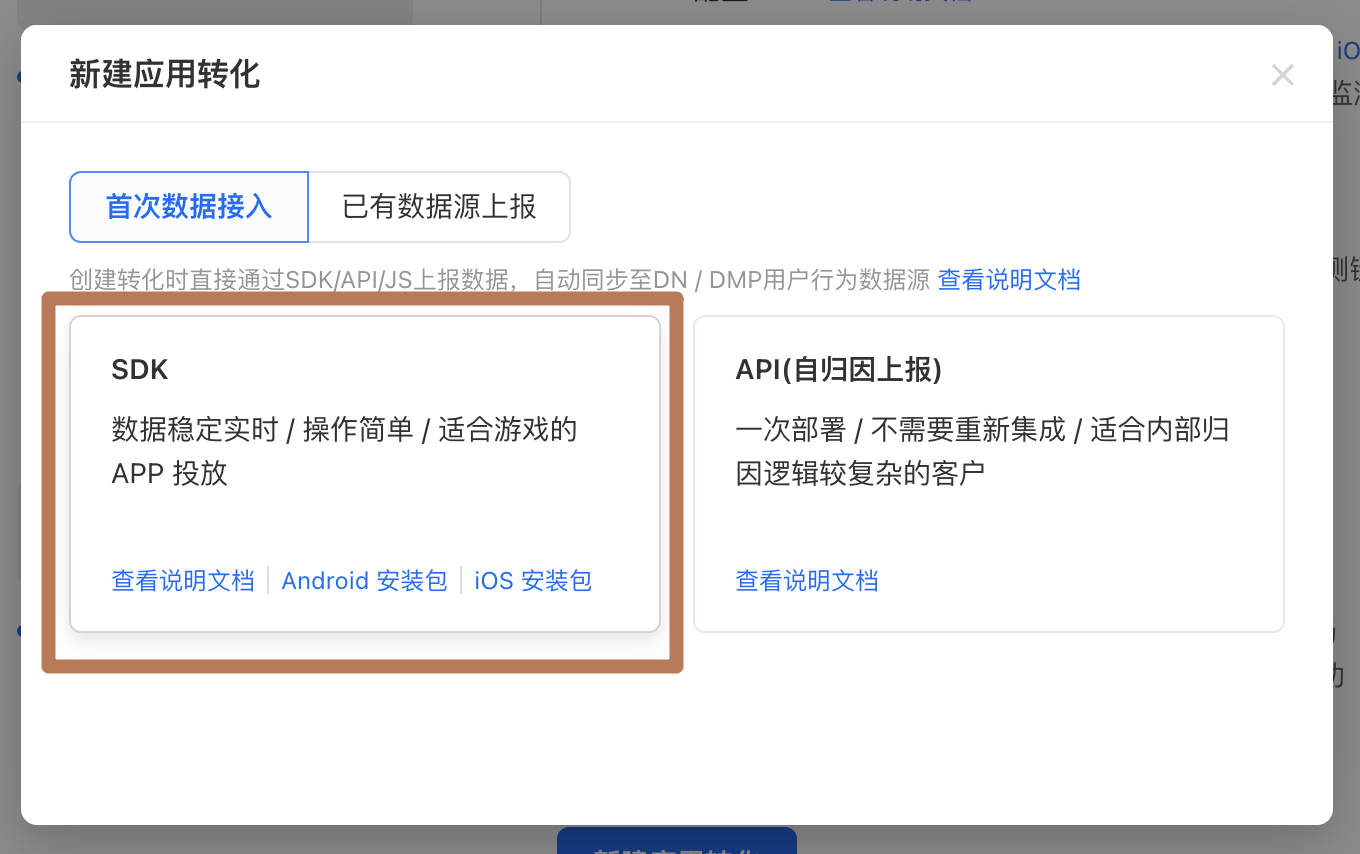 新建应用转化
首次数据接入
已有数据源上报
创建转化时直接通过SDK/API/JS上报数据，自动同步至DN / DMP用户行为数据源 查看说明文档
SDK
数据稳定实时 / 操作简单 / 适合游戏的
APP 投放
查看说明文档
Android 安装包
iOS 安装包
API(自归因上报)
一次部署 / 不需要重新集成 / 适合内部归
因逻辑较复杂的客户
查看说明文档